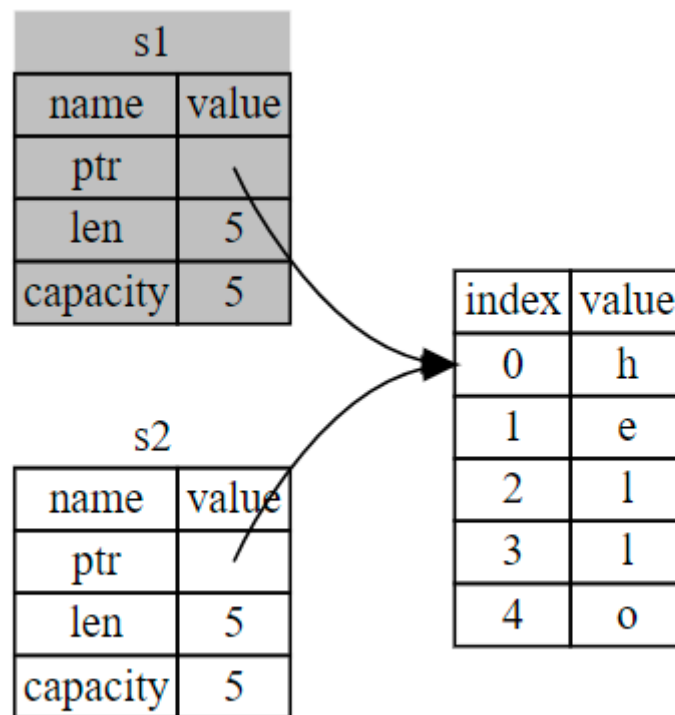 s1
name value
ptr
len 5
capacity 5
s2
name value
ptr
len 5
capacity 5
index value
0 h
1 e
2 l
3 l
4 o